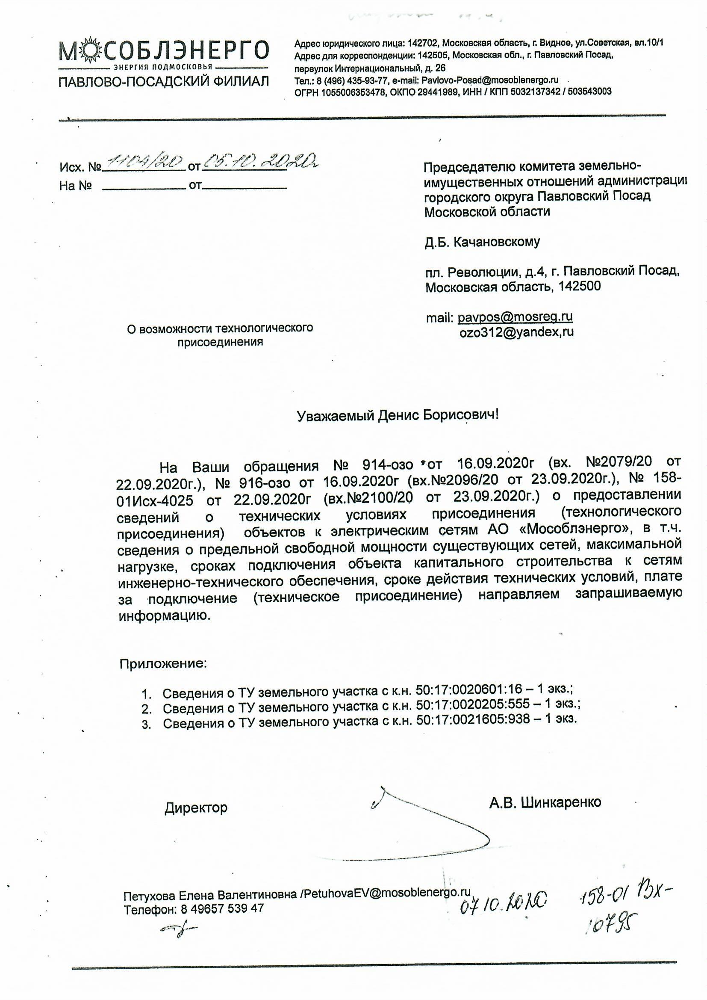 МОСОБЛЭНЕРГО
ЭНЕРГИЯ ПОДМОСКОВЬЯ
ПАВЛОВО-ПОСАДСКИЙ ФИЛИАЛ
Адрес юридического лица: 142702, Московская область, г. Видное, ул.Советская, вл.10/1
Адрес для корреспонденции: 142505, Московская обл., г. Павловский Посад,
переулок Интернациональный, д. 26
Тел.: 8 (496) 435-93-77, e-mail: Pavlovo-Posad@mosoblenergo.ru
ОГРН 1055006353478, ОКПО 29441989, ИНН / КПП 5032137342 / 503543003
Исх. № 1104/20 от 05.10.2020г
На № ____ от ____
Председателю комитета земельно-
имущественных отношений администраци
городского округа Павловский Посад
Московской области
Д.Б. Качановскому
пл. Революции, д.4, г. Павловский Посад,
Московская область, 142500
mail: pavpos@mosreg.ru
ozo312@yandex,ru
О возможности технологического
присоединения
Уважаемый Денис Борисович!
На Ваши обращения № 914-озо от 16.09.2020г (вх. №2079/20 от
22.09.2020г.), № 916-озо от 16.09.2020г (вх.№2096/20 от 23.09.2020г.), № 158-
01Исх-4025 от 22.09.2020г (вх.№2100/20 от 23.09.2020г.) о предоставлении
сведений о технических условиях присоединения (технологического
присоединения) объектов к электрическим сетям АО «Мособлэнерго», в т.ч.
сведения о предельной свободной мощности существующих сетей, максимальной
нагрузке, сроках подключения объекта капитального строительства к сетям
инженерно-технического обеспечения, сроке действия технических условий, плате
за подключение (техническое присоединение) направляем запрашиваемую
информацию.
Приложение:
1. Сведения о ТУ земельного участка с к.н. 50:17:0020601:16 – 1 экз.;
2. Сведения о ТУ земельного участка с к.н. 50:17:0020205:555 – 1 экз.;
3. Сведения о ТУ земельного участка с к.н. 50:17:0021605:938 – 1 экз.
Директор
А.В. Шинкаренко
Петухова Елена Валентиновна /PetuhovaEV@mosoblenergo.ru
Телефон: 8 49657 539 47
07 10.2020
158-01 Вх-
10795